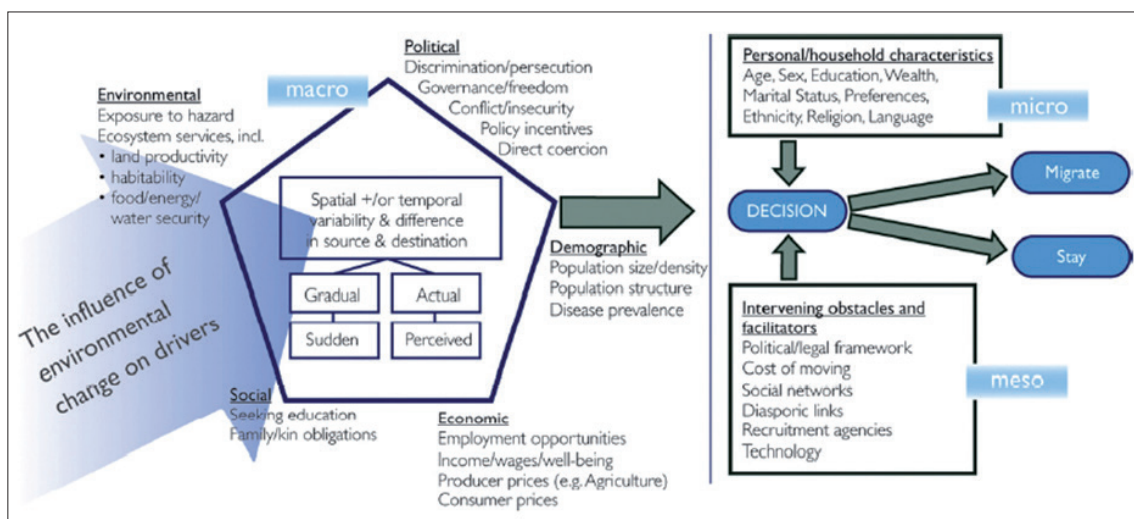 Political
Discrimination/persecution
Governance/freedom
Conflict/insecurity
Policy incentives
Direct coercion
macro
Environmental
Exposure to hazard
Ecosystem services, incl.
• land productivity
• habitability
• food/energy/
water security
Spatial +/or temporal
variability & difference
in source & destination
Gradual
Actual
Sudden
Perceived
The influence of
environmental
change on drivers
Demographic
Population size/density
Population structure
Disease prevalence
Social
Seeking education
Family/kin obligations
Economic
Employment opportunities
Income/wages/well-being
Producer prices (e.g. Agriculture)
Consumer prices
Personal/household characteristics
Age, Sex, Education, Wealth,
Marital Status, Preferences,
Ethnicity, Religion, Language
micro
DECISION
Migrate
Stay
Intervening obstacles and
facilitators
Political/legal framework
Cost of moving
Social networks
Diasporic links
Recruitment agencies
Technology
meso